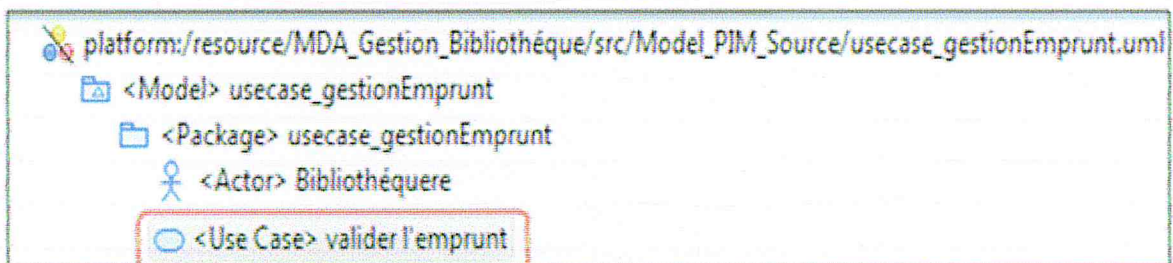 platform:/resource/MDA_Gestion_Bibliothéque/src/Model_PIM_Source/usecase_gestionEmprunt.uml
<Model> usecase_gestionEmprunt
<Package> usecase_gestionEmprunt
<Actor> Bibliothéquere
<Use Case> valider l'emprunt